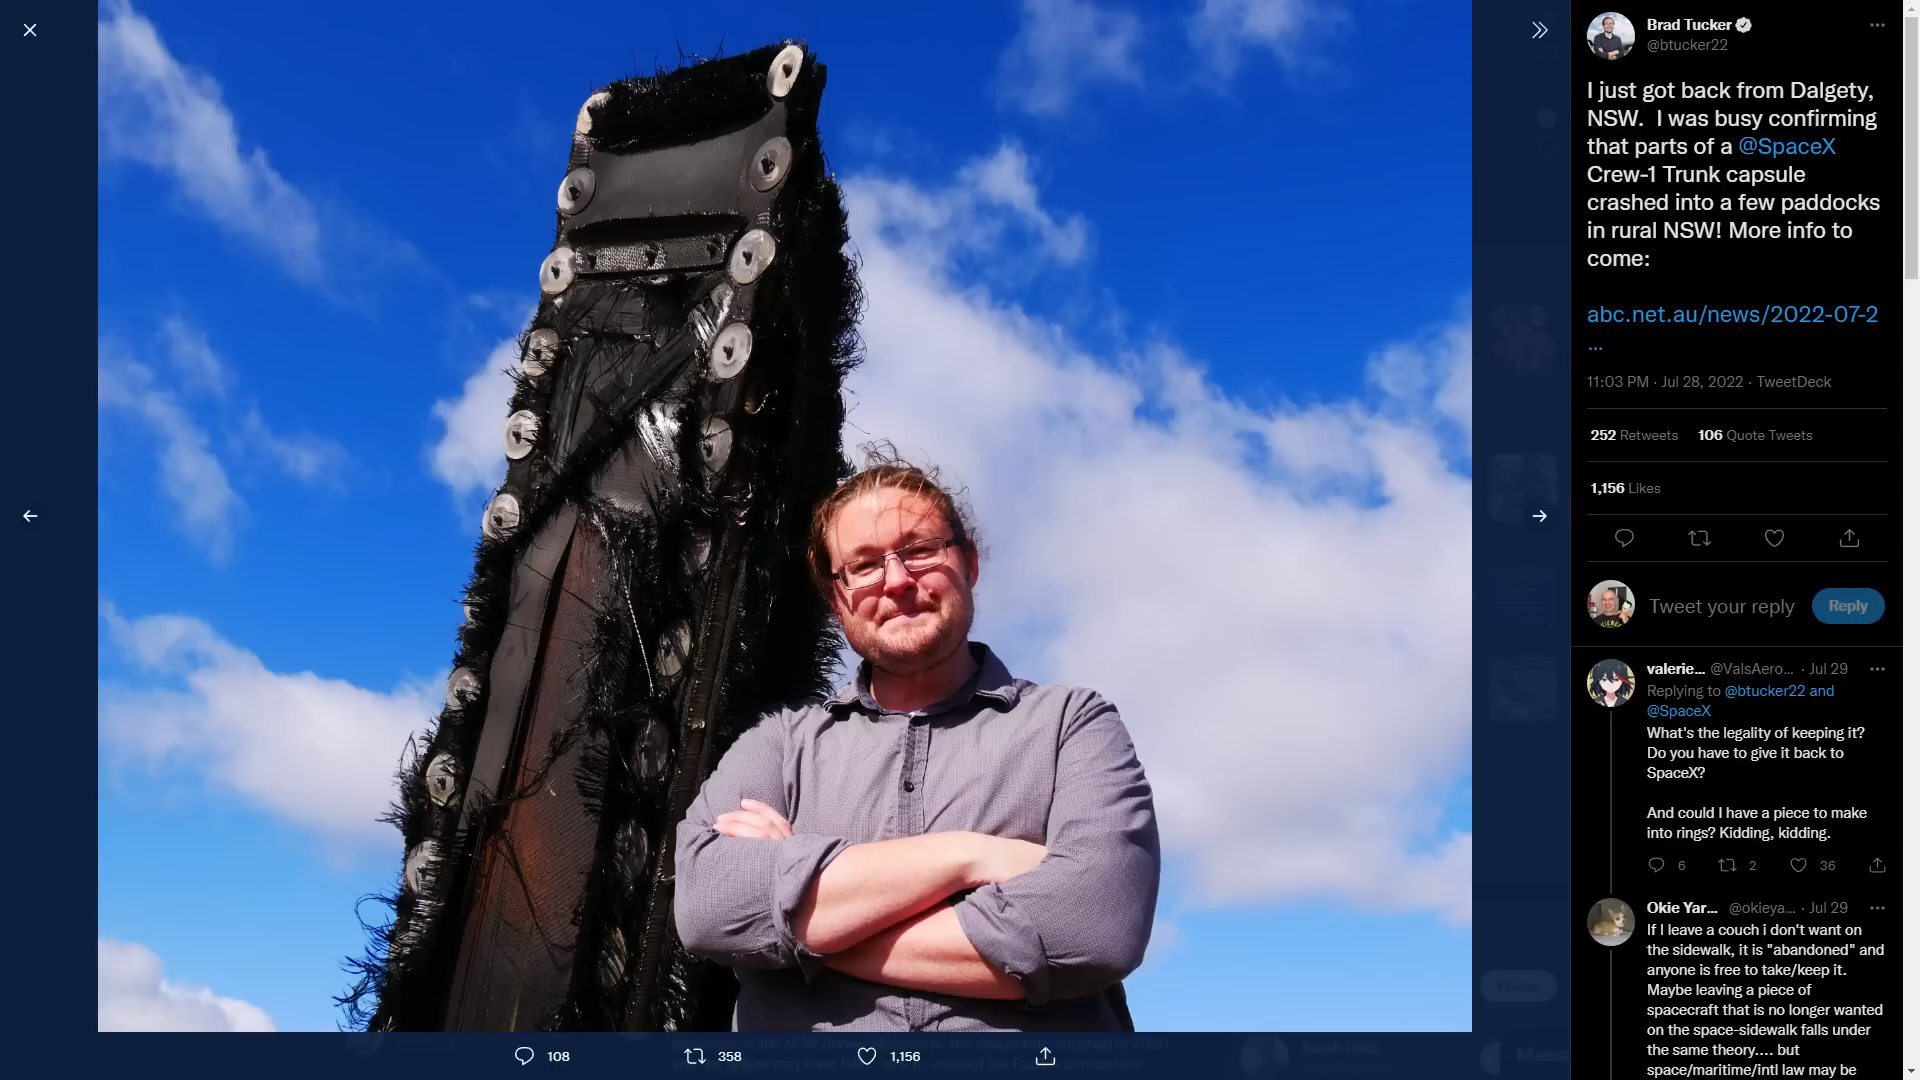 Brad Tucker
@btucker22
I just got back from Dalgety,
NSW. I was busy confirming
that parts of a @SpaceX
Crew-1 Trunk capsule
crashed into a few paddocks
in rural NSW! More info to
come:
abc.net.au/news/2022-07-2
…
11:03 PM · Jul 28, 2022 · TweetDeck
252 Retweets 106 Quote Tweets
1,156 Likes
Tweet your reply
Reply
valerie... @ValsAero... · Jul 29
Replying to @btucker22 and
@SpaceX
What's the legality of keeping it?
Do you have to give it back to
SpaceX?
And could I have a piece to make
into rings? Kidding, kidding.
6 2 36
Okie Yar... @okieya... · Jul 29
If I leave a couch i don't want on
the sidewalk, it is "abandoned" and
anyone is free to take/keep it.
Maybe leaving a piece of
spacecraft that is no longer wanted
on the space-sidewalk falls under
the same theory.... but
space/maritime/intl law may be
108 358 1,156